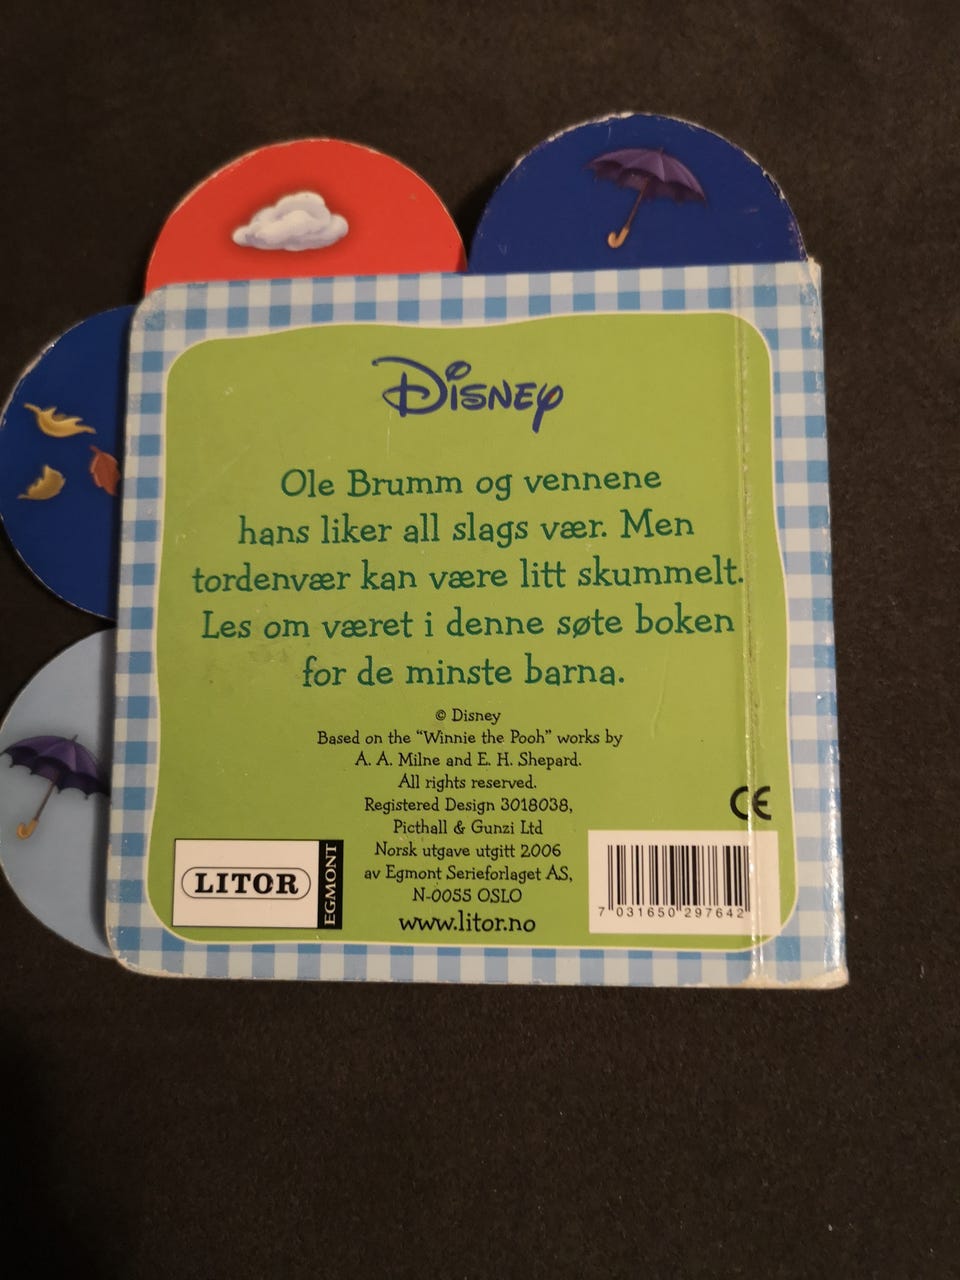 Disney
Ole Brumm og vennene
hans liker all slags vær. Men
tordenvær kan være litt skummelt.
Les om været i denne søte boken
for de minste barna.
© Disney
Based on the “Winnie the Pooh” works by
A. A. Milne and E. H. Shepard.
All rights reserved.
Registered Design 3018038,
Picthall & Gunzi Ltd
Norsk utgave utgitt 2006
av Egmont Serieforlaget AS,
N-0055 OSLO
www.litor.no
LITOR
EGMONT
CE
7 031650 297642